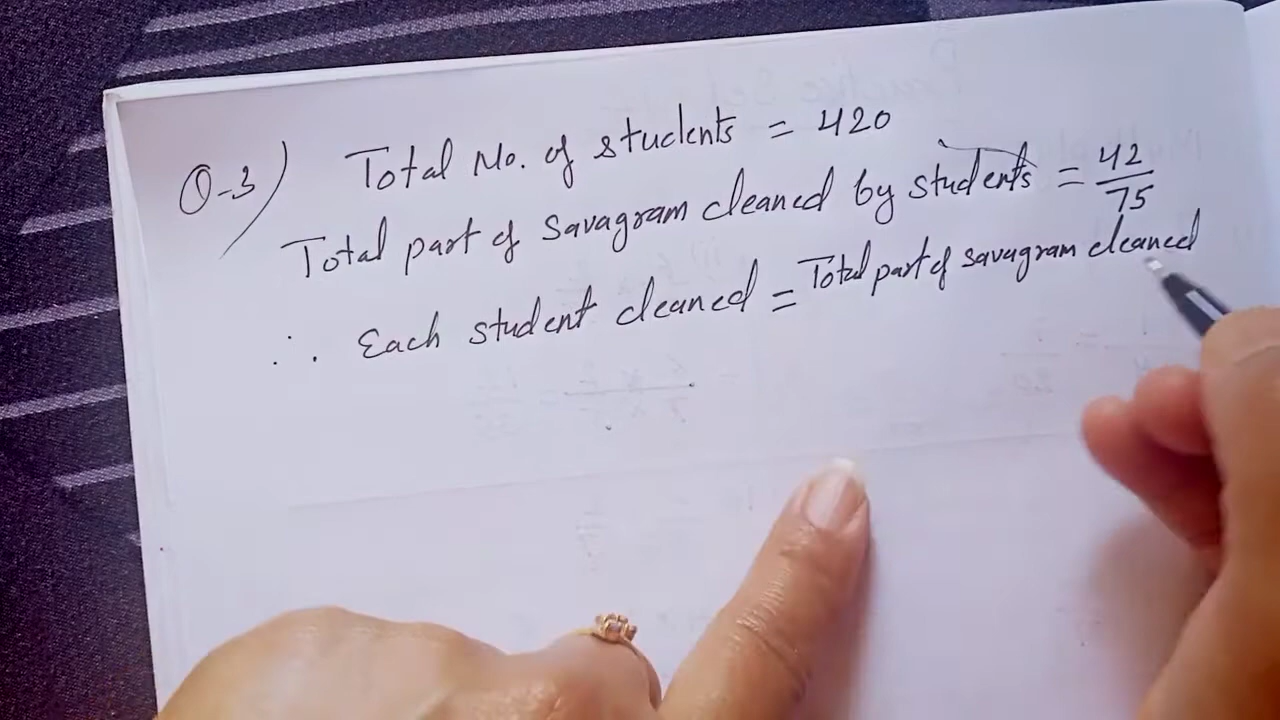 Q-3) Total No. of students = 420
Total part of Savagram cleaned by students = 42/75
∴ Each student cleaned = Total part of savagram cleaned